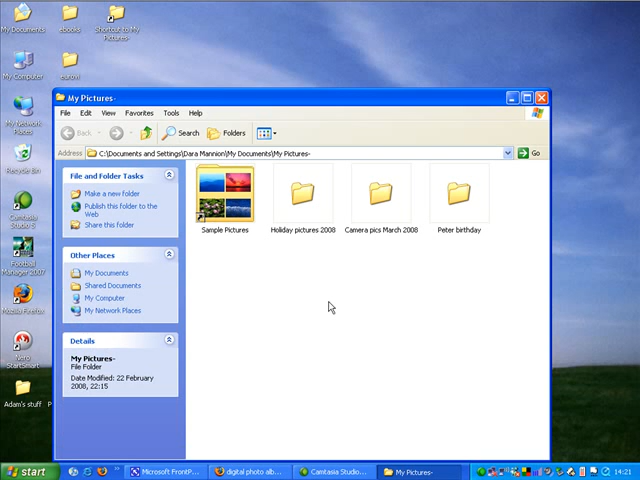 My Documents
ebooks
Shortcut to My
Pictures-
My Computer
My Network
Places
Recycle Bin
Camtasia
Studio 5
Football
Manager 2007
Mozilla Firefox
Nero
StartSmart
Adam's stuff
P
My Pictures-
File Edit View Favorites Tools Help
Back
Search
Folders
Address
C:\Documents and Settings\Dara Mannion\My Documents\My Pictures-
Go
File and Folder Tasks
Make a new folder
Publish this folder to the
Web
Share this folder
Other Places
My Documents
Shared Documents
My Computer
My Network Places
Details
My Pictures-
File Folder
Date Modified: 22 February
2008, 22:15
Sample Pictures
Holiday pictures 2008
Camera pics March 2008
Peter birthday
start
Microsoft FrontP...
digital photo alb...
Camtasia Studio...
My Pictures-
14:21